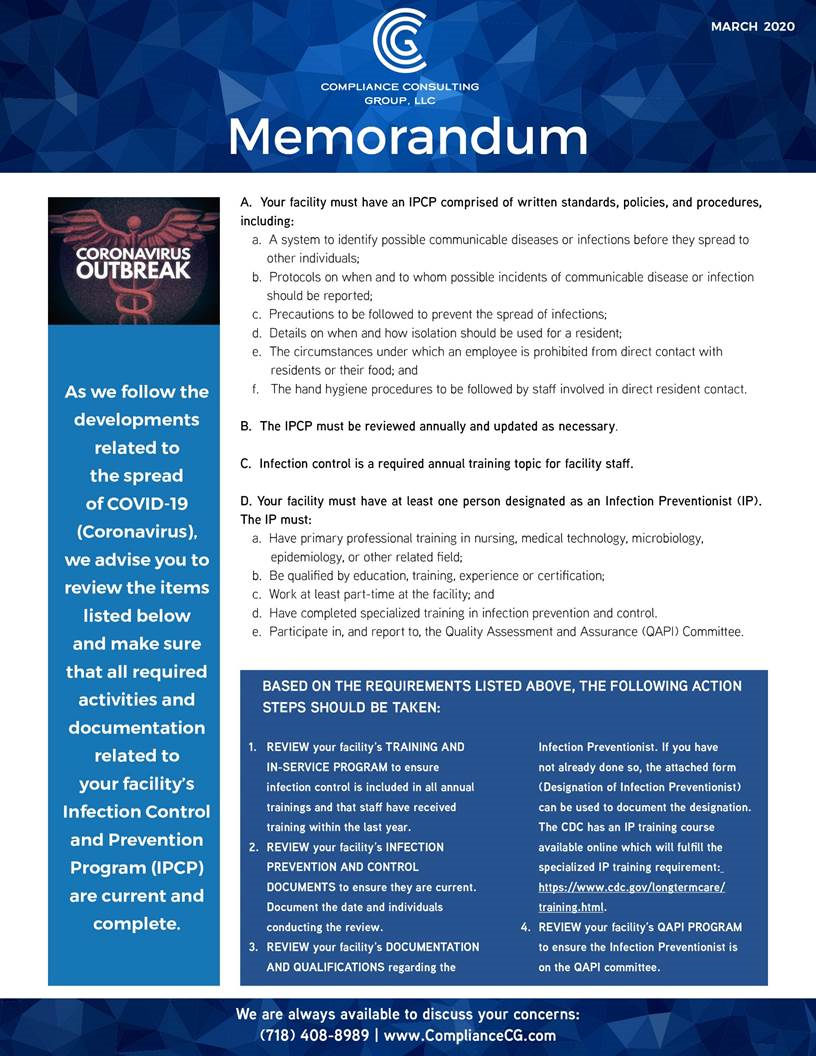 MARCH 2020
COMPLIANCE CONSULTING
GROUP, LLC
Memorandum
CORONAVIRUS
OUTBREAK
As we follow the
developments
related to
the spread
of COVID-19
(Coronavirus),
we advise you to
review the items
listed below
and make sure
that all required
activities and
documentation
related to
your facility's
Infection Control
and Prevention
Program (IPCP)
are current and
complete.
A. Your facility must have an IPCP comprised of written standards, policies, and procedures,
including:
a. A system to identify possible communicable diseases or infections before they spread to
other individuals;
b. Protocols on when and to whom possible incidents of communicable disease or infection
should be reported;
c. Precautions to be followed to prevent the spread of infections;
d. Details on when and how isolation should be used for a resident;
e. The circumstances under which an employee is prohibited from direct contact with
residents or their food; and
f. The hand hygiene procedures to be followed by staff involved in direct resident contact.
B. The IPCP must be reviewed annually and updated as necessary.
C. Infection control is a required annual training topic for facility staff.
D. Your facility must have at least one person designated as an Infection Preventionist (IP).
The IP must:
a. Have primary professional training in nursing, medical technology, microbiology,
epidemiology, or other related field;
b. Be qualified by education, training, experience or certification;
c. Work at least part-time at the facility; and
d. Have completed specialized training in infection prevention and control.
e. Participate in, and report to, the Quality Assessment and Assurance (QAPI) Committee.
BASED ON THE REQUIREMENTS LISTED ABOVE, THE FOLLOWING ACTION
STEPS SHOULD BE TAKEN:
1. REVIEW your facility's TRAINING AND
IN-SERVICE PROGRAM to ensure
infection control is included in all annual
trainings and that staff have received
training within the last year.
2. REVIEW your facility's INFECTION
PREVENTION AND CONTROL
DOCUMENTS to ensure they are current.
Document the date and individuals
conducting the review.
3. REVIEW your facility's DOCUMENTATION
AND QUALIFICATIONS regarding the
Infection Preventionist. If you have
not already done so, the attached form
(Designation of Infection Preventionist)
can be used to document the designation.
The CDC has an IP training course
available online which will fulfill the
specialized IP training requirement:
https://www.cdc.gov/longtermcare/
training.html.
4. REVIEW your facility's QAPI PROGRAM
to ensure the Infection Preventionist is
on the QAPI committee.
We are always available to discuss your concerns:
(718) 408-8989 | www.ComplianceCG.com